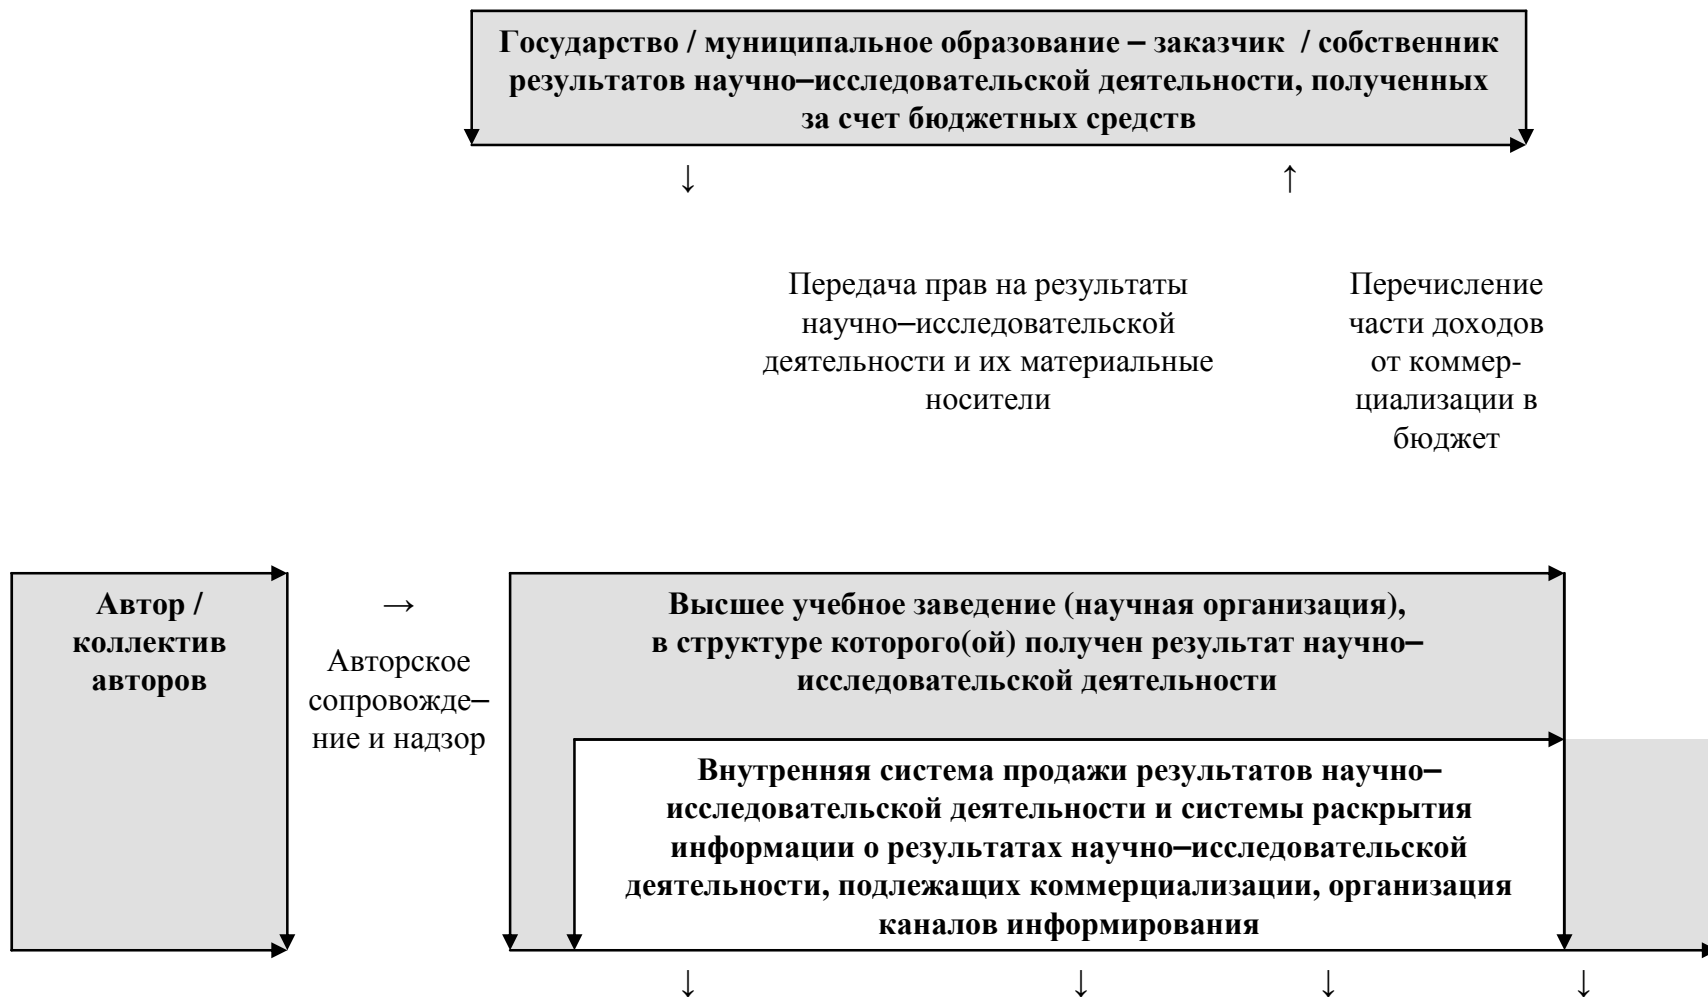 Государство / муниципальное образование – заказчик / собственник
результатов научно–исследовательской деятельности, полученных
за счет бюджетных средств
↓ ↑
Передача прав на результаты
научно–исследовательской
деятельности и их материальные
носители
Перечисление
части доходов
от коммер-
циализации в
бюджет
Автор /
коллектив
авторов
→
Авторское
сопровожде–
ние и надзор
Высшее учебное заведение (научная организация),
в структуре которого(ой) получен результат научно–
исследовательской деятельности
Внутренняя система продажи результатов научно–
исследовательской деятельности и системы раскрытия
информации о результатах научно–исследовательской
деятельности, подлежащих коммерциализации, организация
каналов информирования
↓ ↓ ↓ ↓